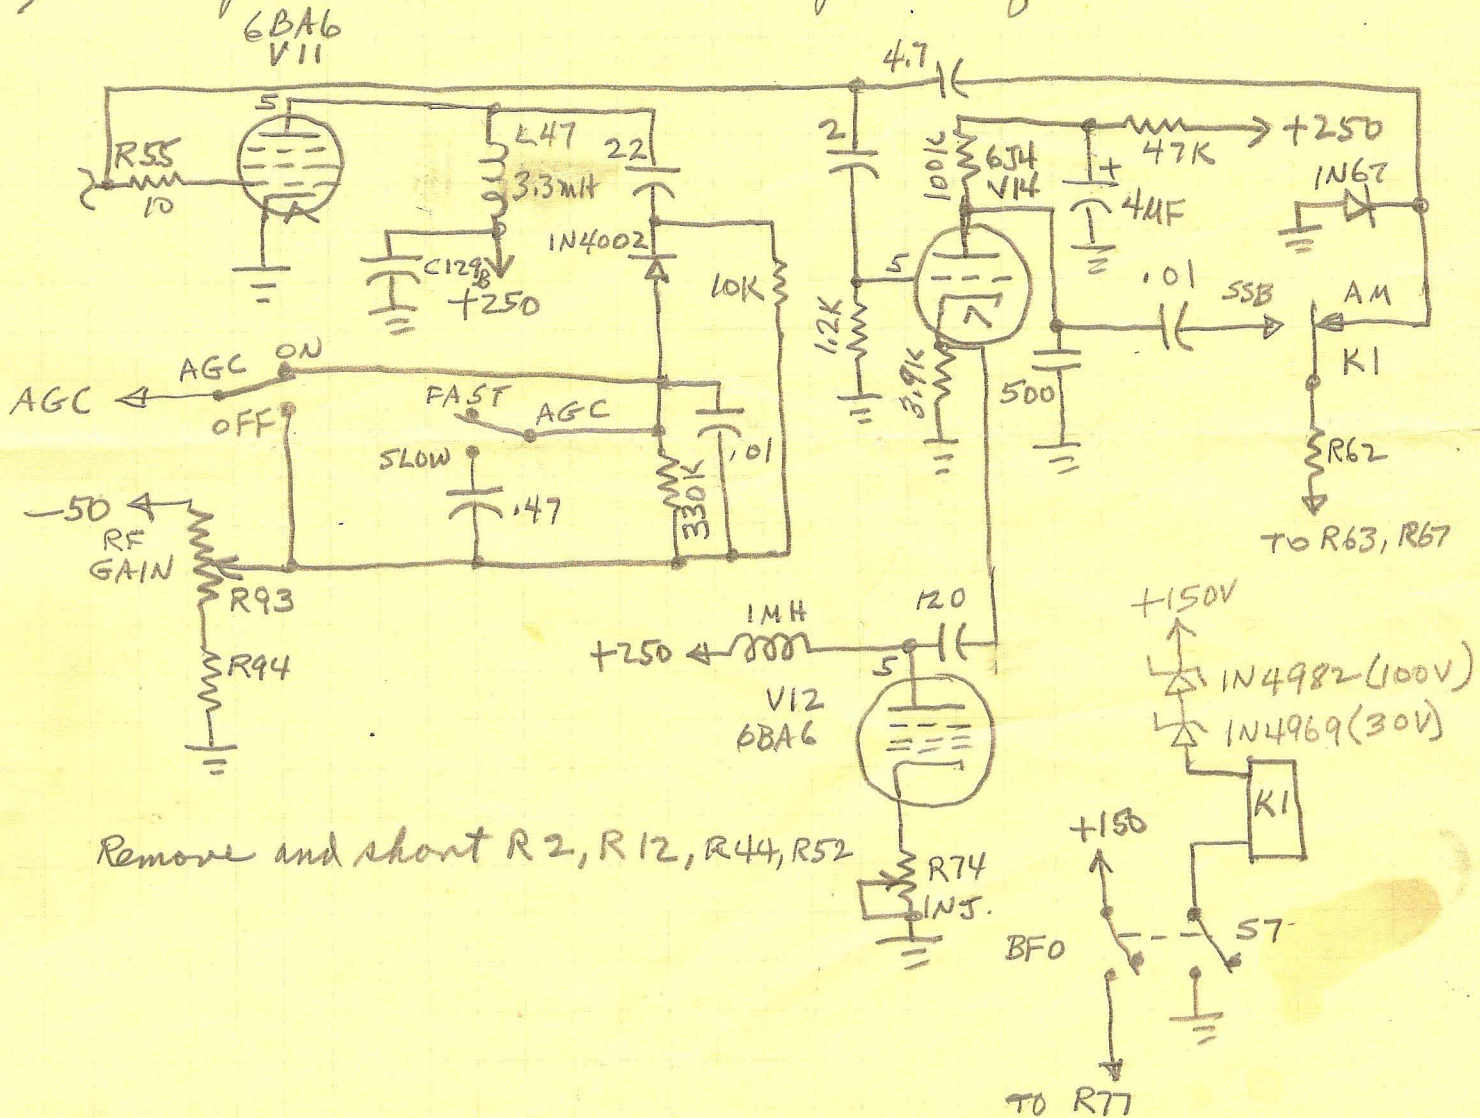 6BA6
V11
4.7
5
L47
22
2
100K
6J4
V14
47K
+250
R55
10
3.3mH
+
4MF
1N67
1N4002
C129B
+250
10K
5
.01
SSB
AM
1.2K
3.9K
500
K1
AGC
AGC
ON
OFF
FAST
AGC
SLOW
.01
R62
-50
RF
GAIN
.47
330K
TO R63, R67
R93
R94
1MH
120
+250
5
V12
6BA6
+150V
1N4982 (100V)
1N4969 (30V)
K1
Remove and short R2, R12, R44, R52
R74
INJ.
+150
BFO
S7
TO R77